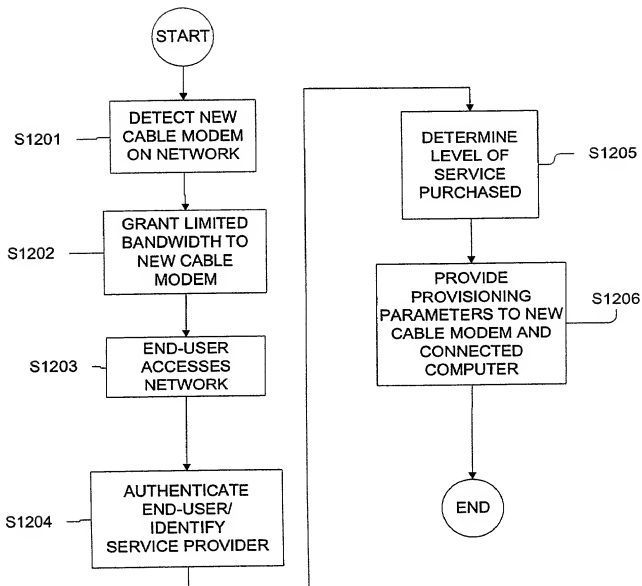 START
S1201
DETECT NEW
CABLE MODEM
ON NETWORK
S1202
GRANT LIMITED
BANDWIDTH TO
NEW CABLE
MODEM
S1203
END-USER
ACCESSES
NETWORK
S1204
AUTHENTICATE
END-USER/
IDENTIFY
SERVICE PROVIDER
DETERMINE
LEVEL OF
SERVICE
PURCHASED
S1205
PROVIDE
PROVISIONING
PARAMETERS TO NEW
CABLE MODEM AND
CONNECTED
COMPUTER
S1206
END